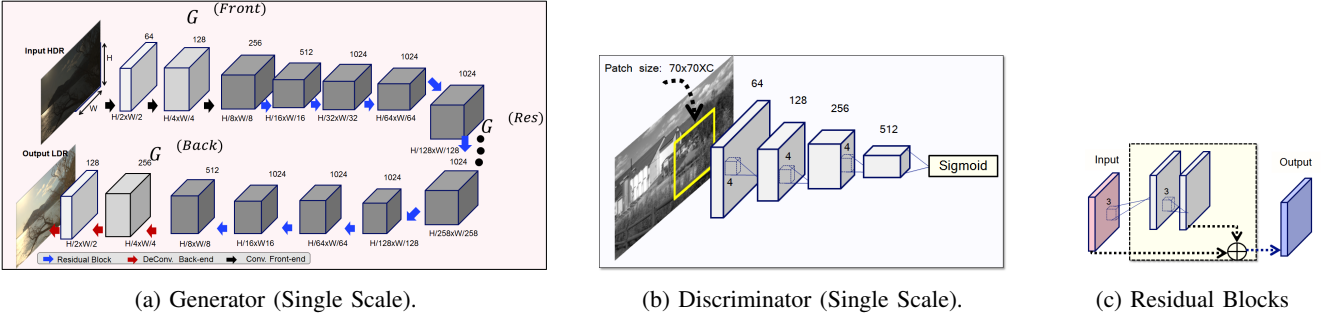 G (Front)
Input HDR
H
W
64
128
256
512
1024
1024
1024
H/2xW/2
H/4xW/4
H/8xW/8
H/16xW/16
H/32xW/32
H/64xW/64
H/128xW/128
G (Res)
G (Back)
Output LDR
128
256
512
1024
1024
1024
1024
H/2xW/2
H/4xW/4
H/8xW/8
H/16xW16
H/64xW/64
H/128xW/128
H/258xW/258
Residual Block DeConv. Back-end Conv. Front-end
(a) Generator (Single Scale).
Patch size: 70x70XC
64
128
256
512
4
4
4
Sigmoid
(b) Discriminator (Single Scale).
Input
Output
3
3
(c) Residual Blocks